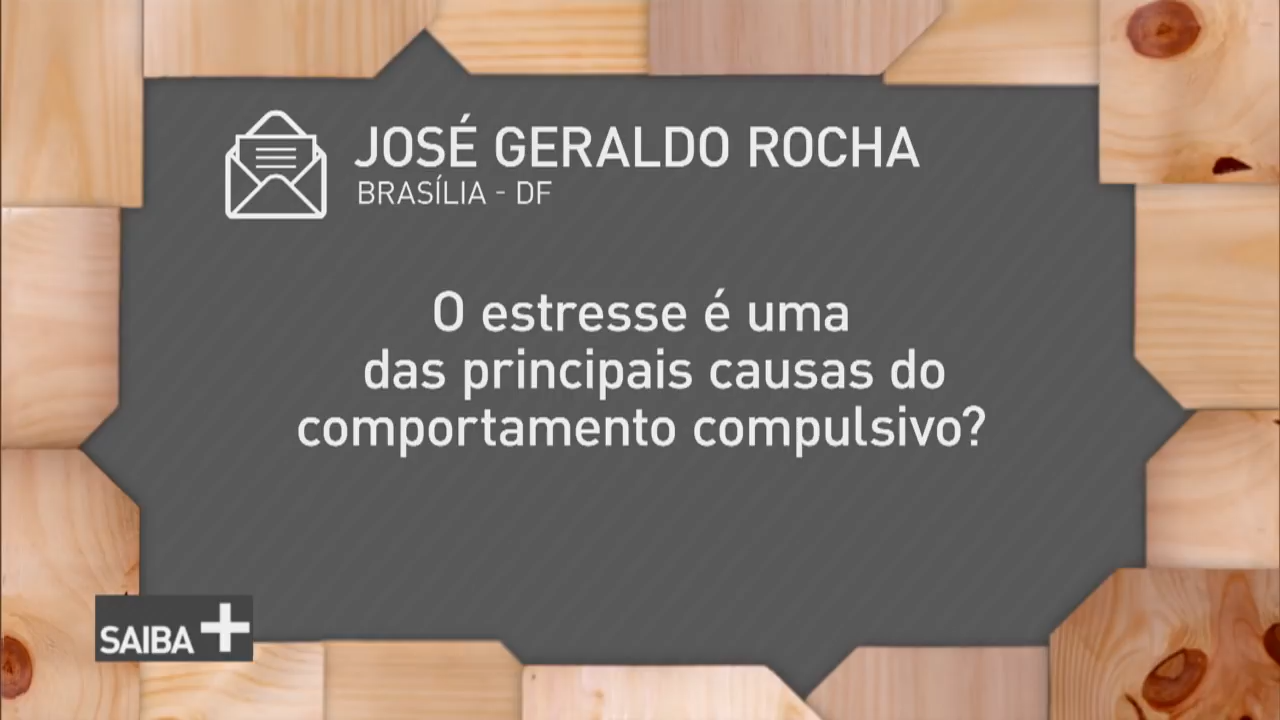 JOSÉ GERALDO ROCHA
BRASÍLIA - DF
O estresse é uma
das principais causas do
comportamento compulsivo?
SAIBA+